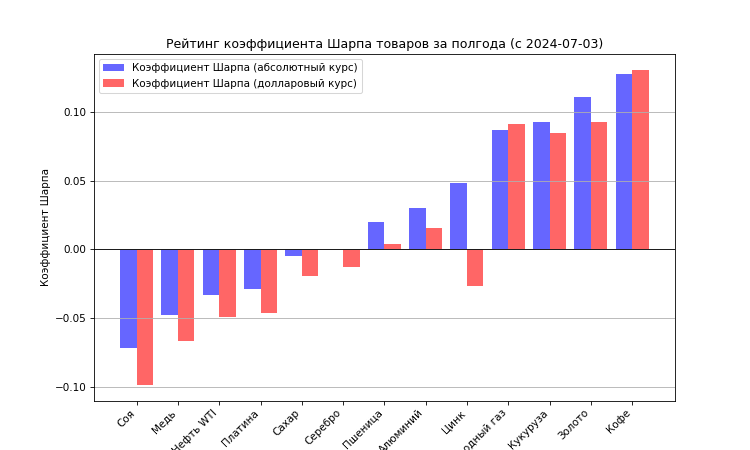 Рейтинг коэффициента Шарпа товаров за полгода (с 2024-07-03)
Коэффициент Шарпа (абсолютный курс)
Коэффициент Шарпа (долларовый курс)
Коэффициент Шарпа
0.10
0.05
0.00
−0.05
−0.10
Соя
Медь
Нефть WTI
Платина
Сахар
Серебро
Пшеница
Алюминий
Цинк
газ
Кукуруза
Золото
Кофе